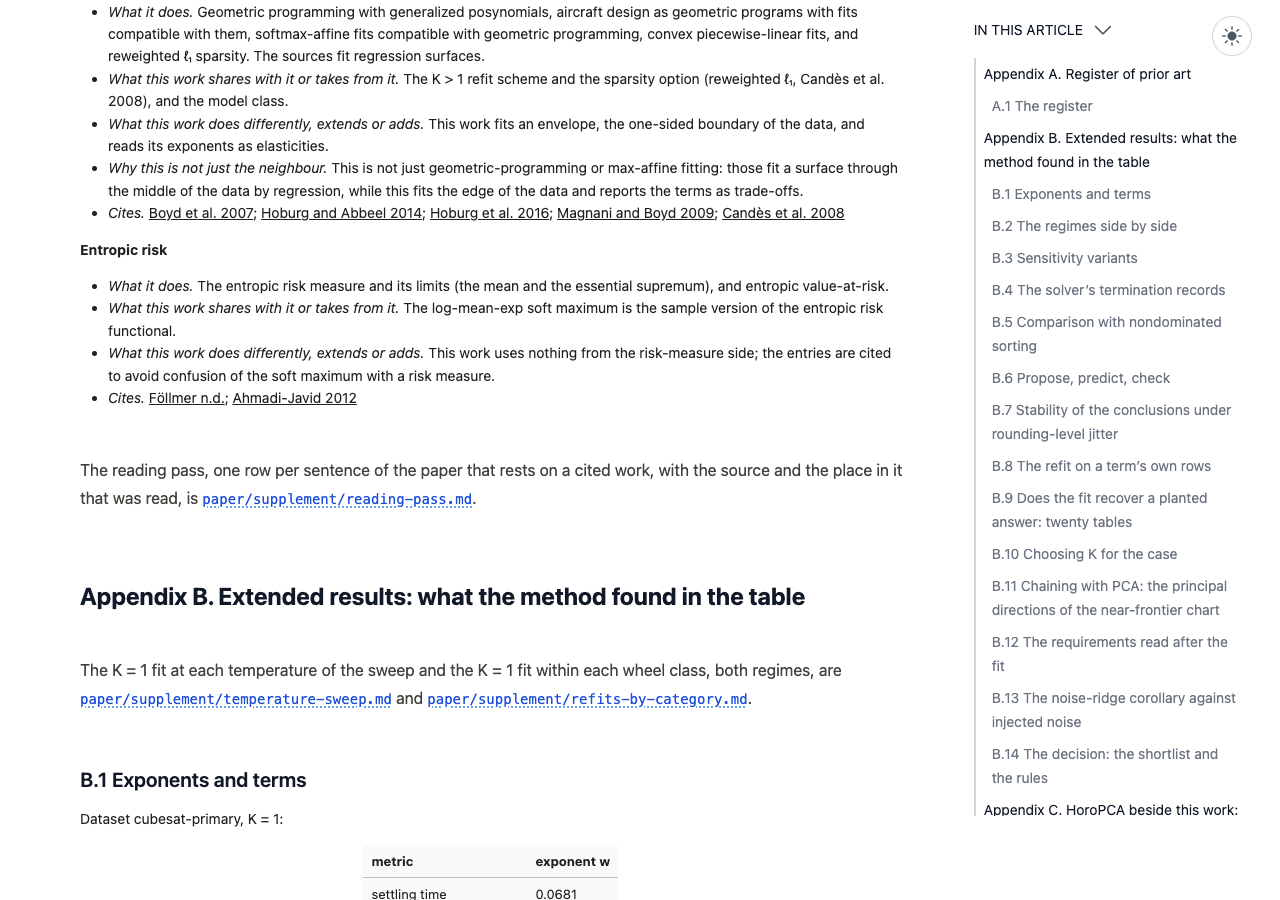 What it does. Geometric programming with generalized posynomials, aircraft design as geometric programs with fits
compatible with them, softmax-affine fits compatible with geometric programming, convex piecewise-linear fits, and
reweighted ℓ₁ sparsity. The sources fit regression surfaces.
What this work shares with it or takes from it. The K > 1 refit scheme and the sparsity option (reweighted ℓ₁, Candès et al.
2008), and the model class.
What this work does differently, extends or adds. This work fits an envelope, the one-sided boundary of the data, and
reads its exponents as elasticities.
Why this is not just the neighbour. This is not just geometric-programming or max-affine fitting: those fit a surface through
the middle of the data by regression, while this fits the edge of the data and reports the terms as trade-offs.
Cites. Boyd et al. 2007; Hoburg and Abbeel 2014; Hoburg et al. 2016; Magnani and Boyd 2009; Candès et al. 2008
Entropic risk
What it does. The entropic risk measure and its limits (the mean and the essential supremum), and entropic value-at-risk.
What this work shares with it or takes from it. The log-mean-exp soft maximum is the sample version of the entropic risk
functional.
What this work does differently, extends or adds. This work uses nothing from the risk-measure side; the entries are cited
to avoid confusion of the soft maximum with a risk measure.
Cites. Föllmer n.d.; Ahmadi-Javid 2012
The reading pass, one row per sentence of the paper that rests on a cited work, with the source and the place in it
that was read, is paper/supplement/reading-pass.md.
Appendix B. Extended results: what the method found in the table
The K = 1 fit at each temperature of the sweep and the K = 1 fit within each wheel class, both regimes, are
paper/supplement/temperature-sweep.md and paper/supplement/refits-by-category.md.
B.1 Exponents and terms
Dataset cubesat-primary, K = 1:
metric exponent w
settling time 0.0681
IN THIS ARTICLE
Appendix A. Register of prior art
A.1 The register
Appendix B. Extended results: what the
method found in the table
B.1 Exponents and terms
B.2 The regimes side by side
B.3 Sensitivity variants
B.4 The solver’s termination records
B.5 Comparison with nondominated
sorting
B.6 Propose, predict, check
B.7 Stability of the conclusions under
rounding-level jitter
B.8 The refit on a term’s own rows
B.9 Does the fit recover a planted
answer: twenty tables
B.10 Choosing K for the case
B.11 Chaining with PCA: the principal
directions of the near-frontier chart
B.12 The requirements read after the
fit
B.13 The noise-ridge corollary against
injected noise
B.14 The decision: the shortlist and
the rules
Appendix C. HoroPCA beside this work: